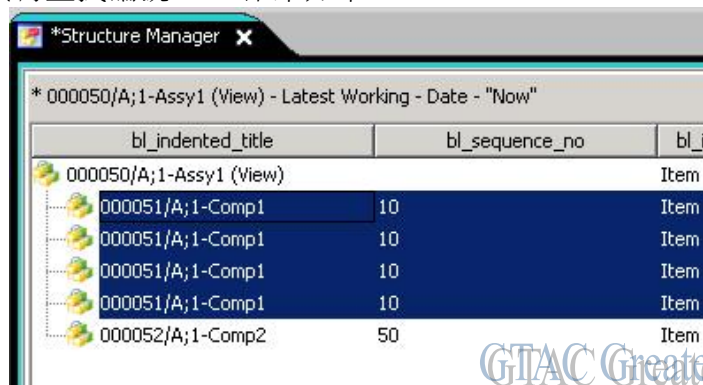 *Structure Manager
* 000050/A;1-Assy1 (View) - Latest Working - Date - "Now"
bl_indented_title bl_sequence_no
000050/A;1-Assy1 (View) Item
000051/A;1-Comp1 10 Item
000051/A;1-Comp1 10 Item
000051/A;1-Comp1 10 Item
000051/A;1-Comp1 10 Item
000052/A;1-Comp2 50 Item
GTAC